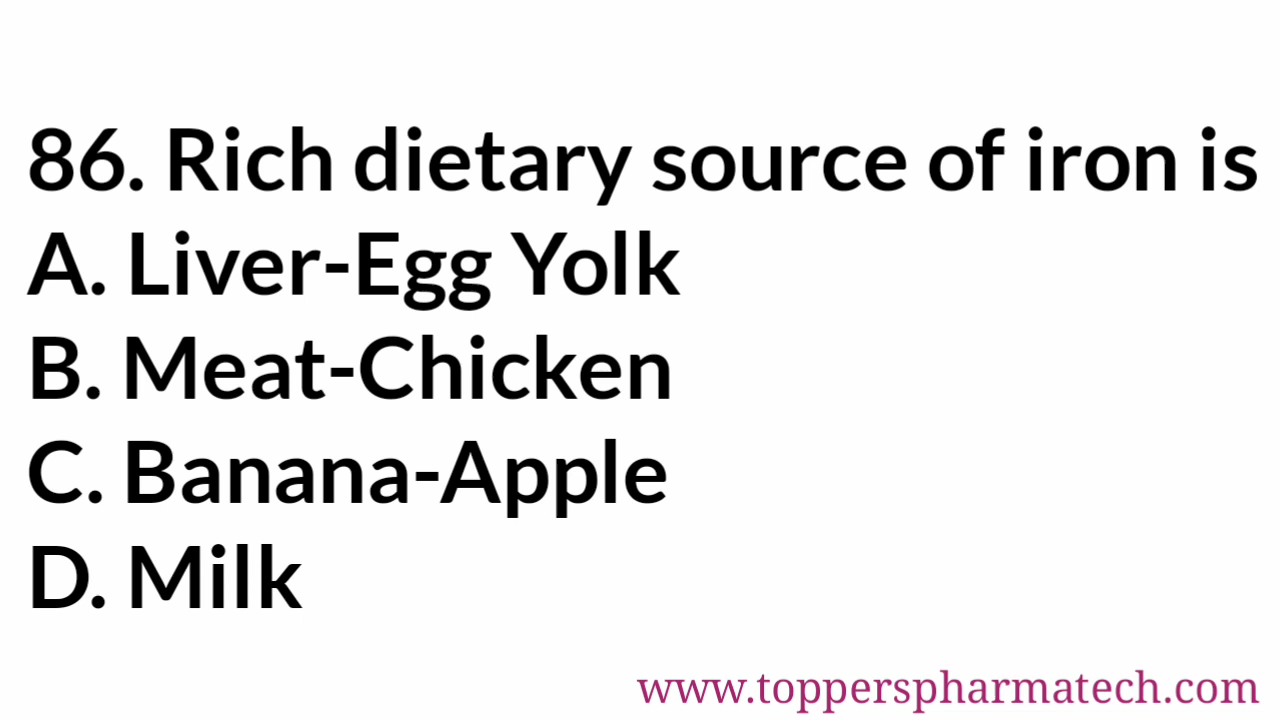 86. Rich dietary source of iron is
A. Liver-Egg Yolk
B. Meat-Chicken
C. Banana-Apple
D. Milk
www.topperspharmatech.com